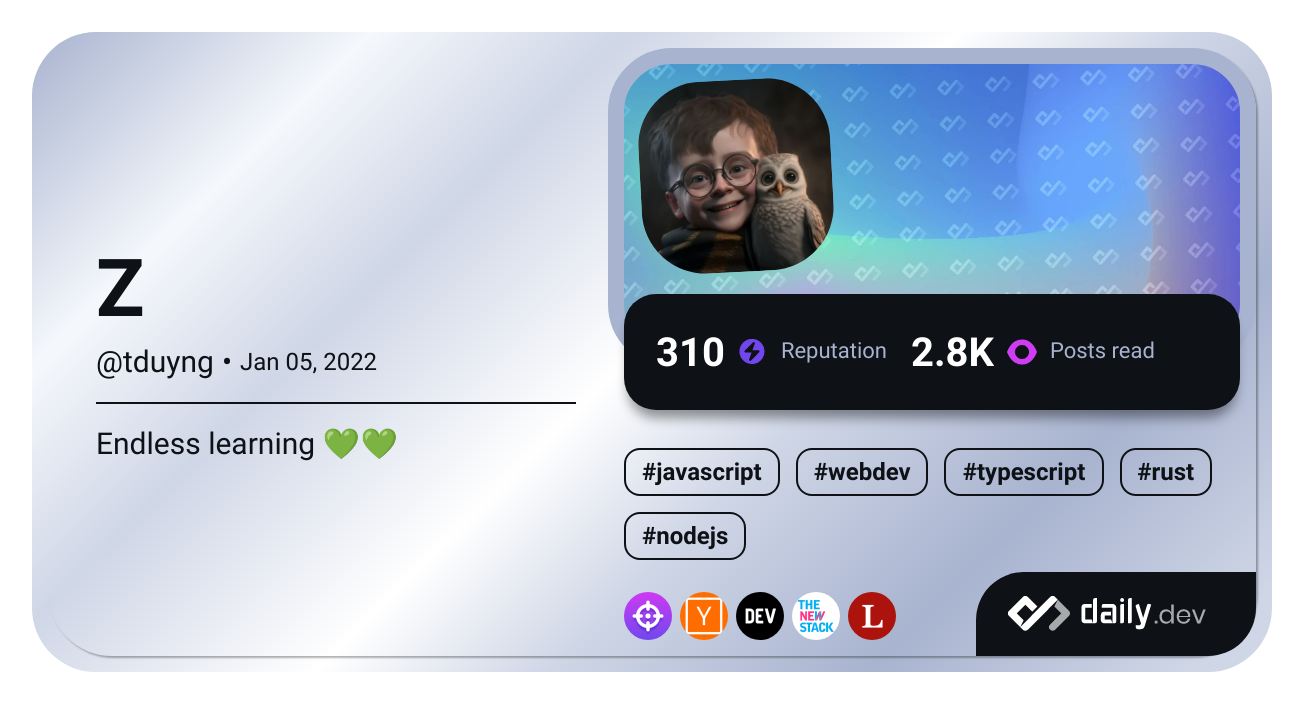 Z
@tduyng • Jan 05, 2022
Endless learning 💚💚
310 Reputation 2.8K Posts read
#javascript #webdev #typescript #rust
#nodejs
Y DEV THE NEW STACK L
daily.dev